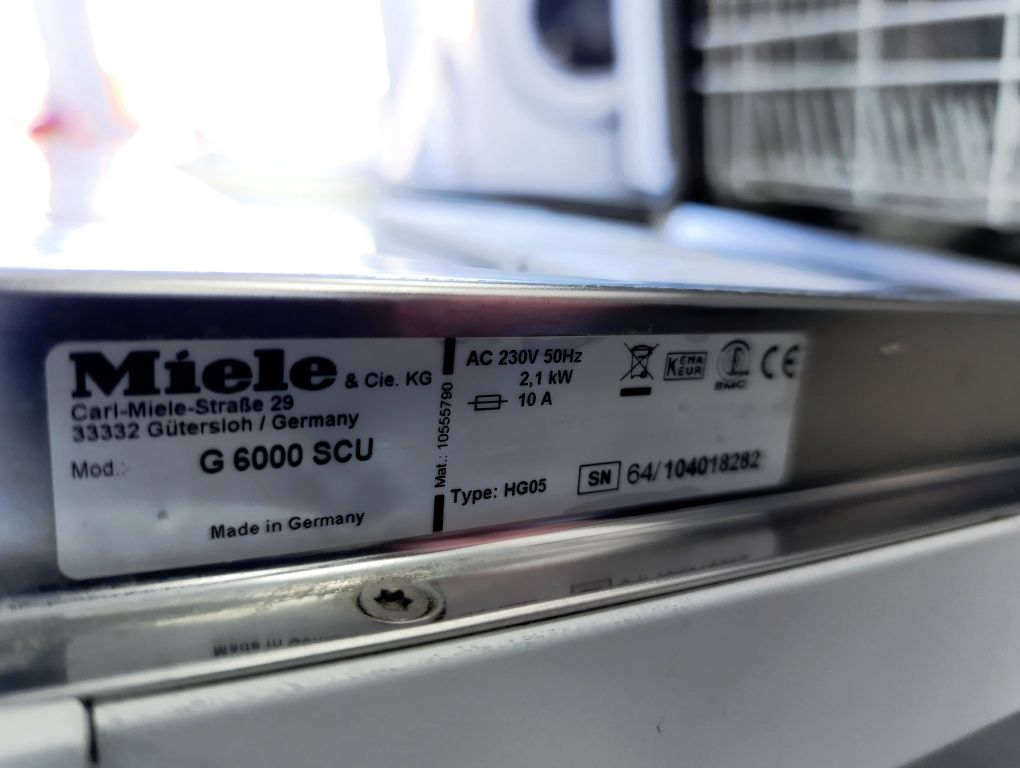 Miele & Cie. KG
Carl-Miele-Straße 29
33332 Gütersloh / Germany
Mod.: G 6000 SCU
Made in Germany
Mat.: 10555790
AC 230V 50Hz
2,1 kW
10 A
Type: HG05
SN 64/104018282
KEMA
KEUR
CE